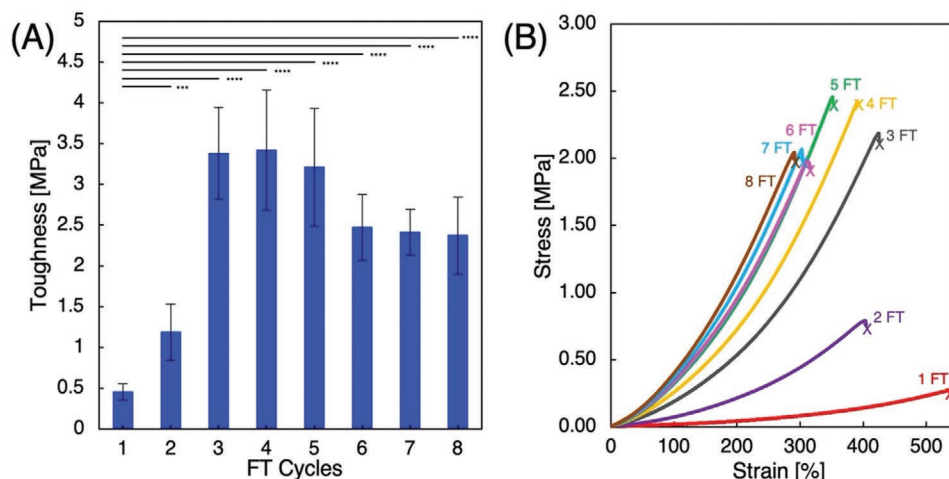 (A)
Toughness [MPa]
5
4.5
4
3.5
3
2.5
2
1.5
1
0.5
0
••••
••••
••••
••••
••••
••••
•••
1 2 3 4 5 6 7 8
FT Cycles
(B)
Stress [MPa]
3.00
2.50
2.00
1.50
1.00
0.50
0.00
5 FT
4 FT
6 FT
3 FT
7 FT
8 FT
2 FT
1 FT
0 100 200 300 400 500
Strain [%]